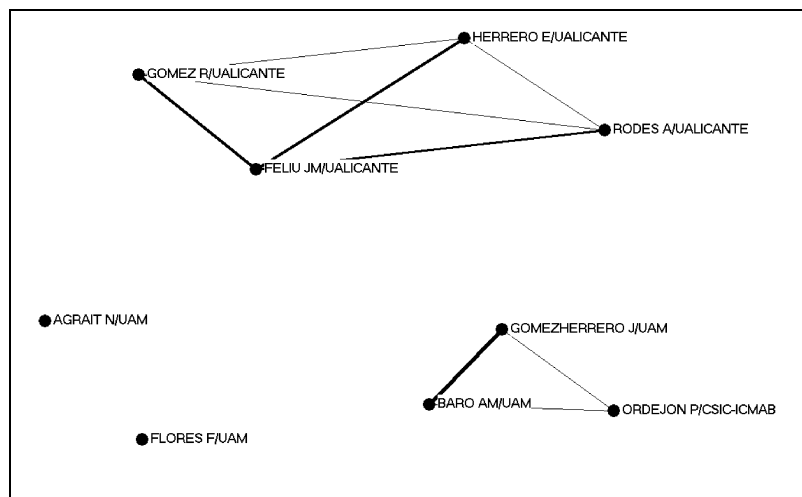 HERRERO E/UALICANTE
GOMEZ R/UALICANTE
RODES A/UALICANTE
FELIU JM/UALICANTE
AGRAIT N/UAM
GOMEZHERRERO J/UAM
BARO AM/UAM
ORDEJON P/CSIC-ICMAB
FLORES F/UAM